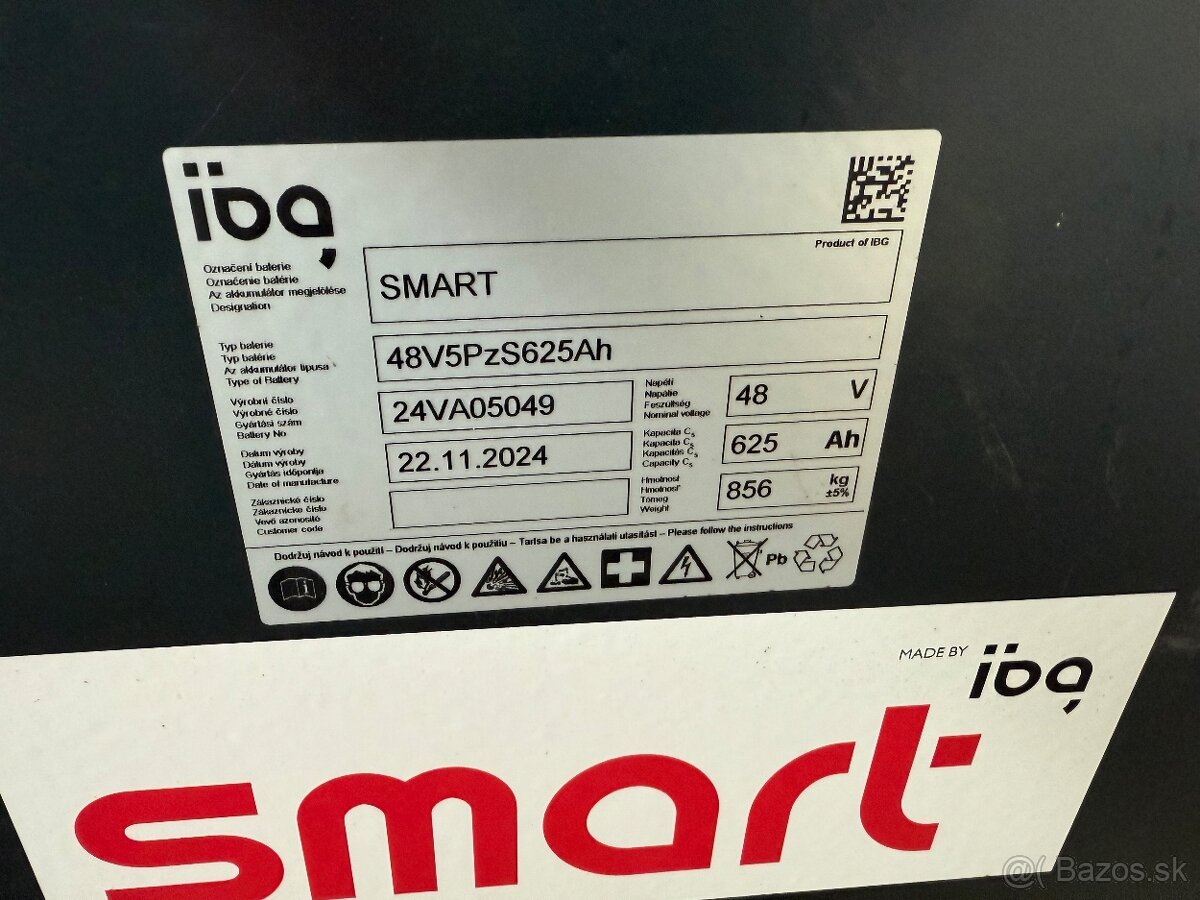 ibg
Product of IBG
Označení baterie
Označenie batérie
Az akkumulátor megjelölése
Designation
SMART
Typ baterie
Typ batérie
Az akkumulátor típusa
Type of Battery
48V5PzS625Ah
Výrobní číslo
Výrobné číslo
Gyártási szám
Battery No
24VA05049
Napětí
Napätie
Feszültség
Nominal voltage
48 V
Datum výroby
Dátum výroby
Gyártás időpontja
Date of manufacture
22.11.2024
Kapacita C5
Kapacita C5
Kapacitás C5
Capacity C5
625 Ah
Zákaznické číslo
Zákaznícke číslo
Vevő azonosító
Customer code
Hmotnost
Hmotnosť
Tömeg
Weight
856 kg
±5%
Dodržuj návod k použití – Dodržuj návod k použitiu – Tartsa be a használati utasítást – Please follow the instructions
Pb
MADE BY ibg
smart
@( Bazos.sk